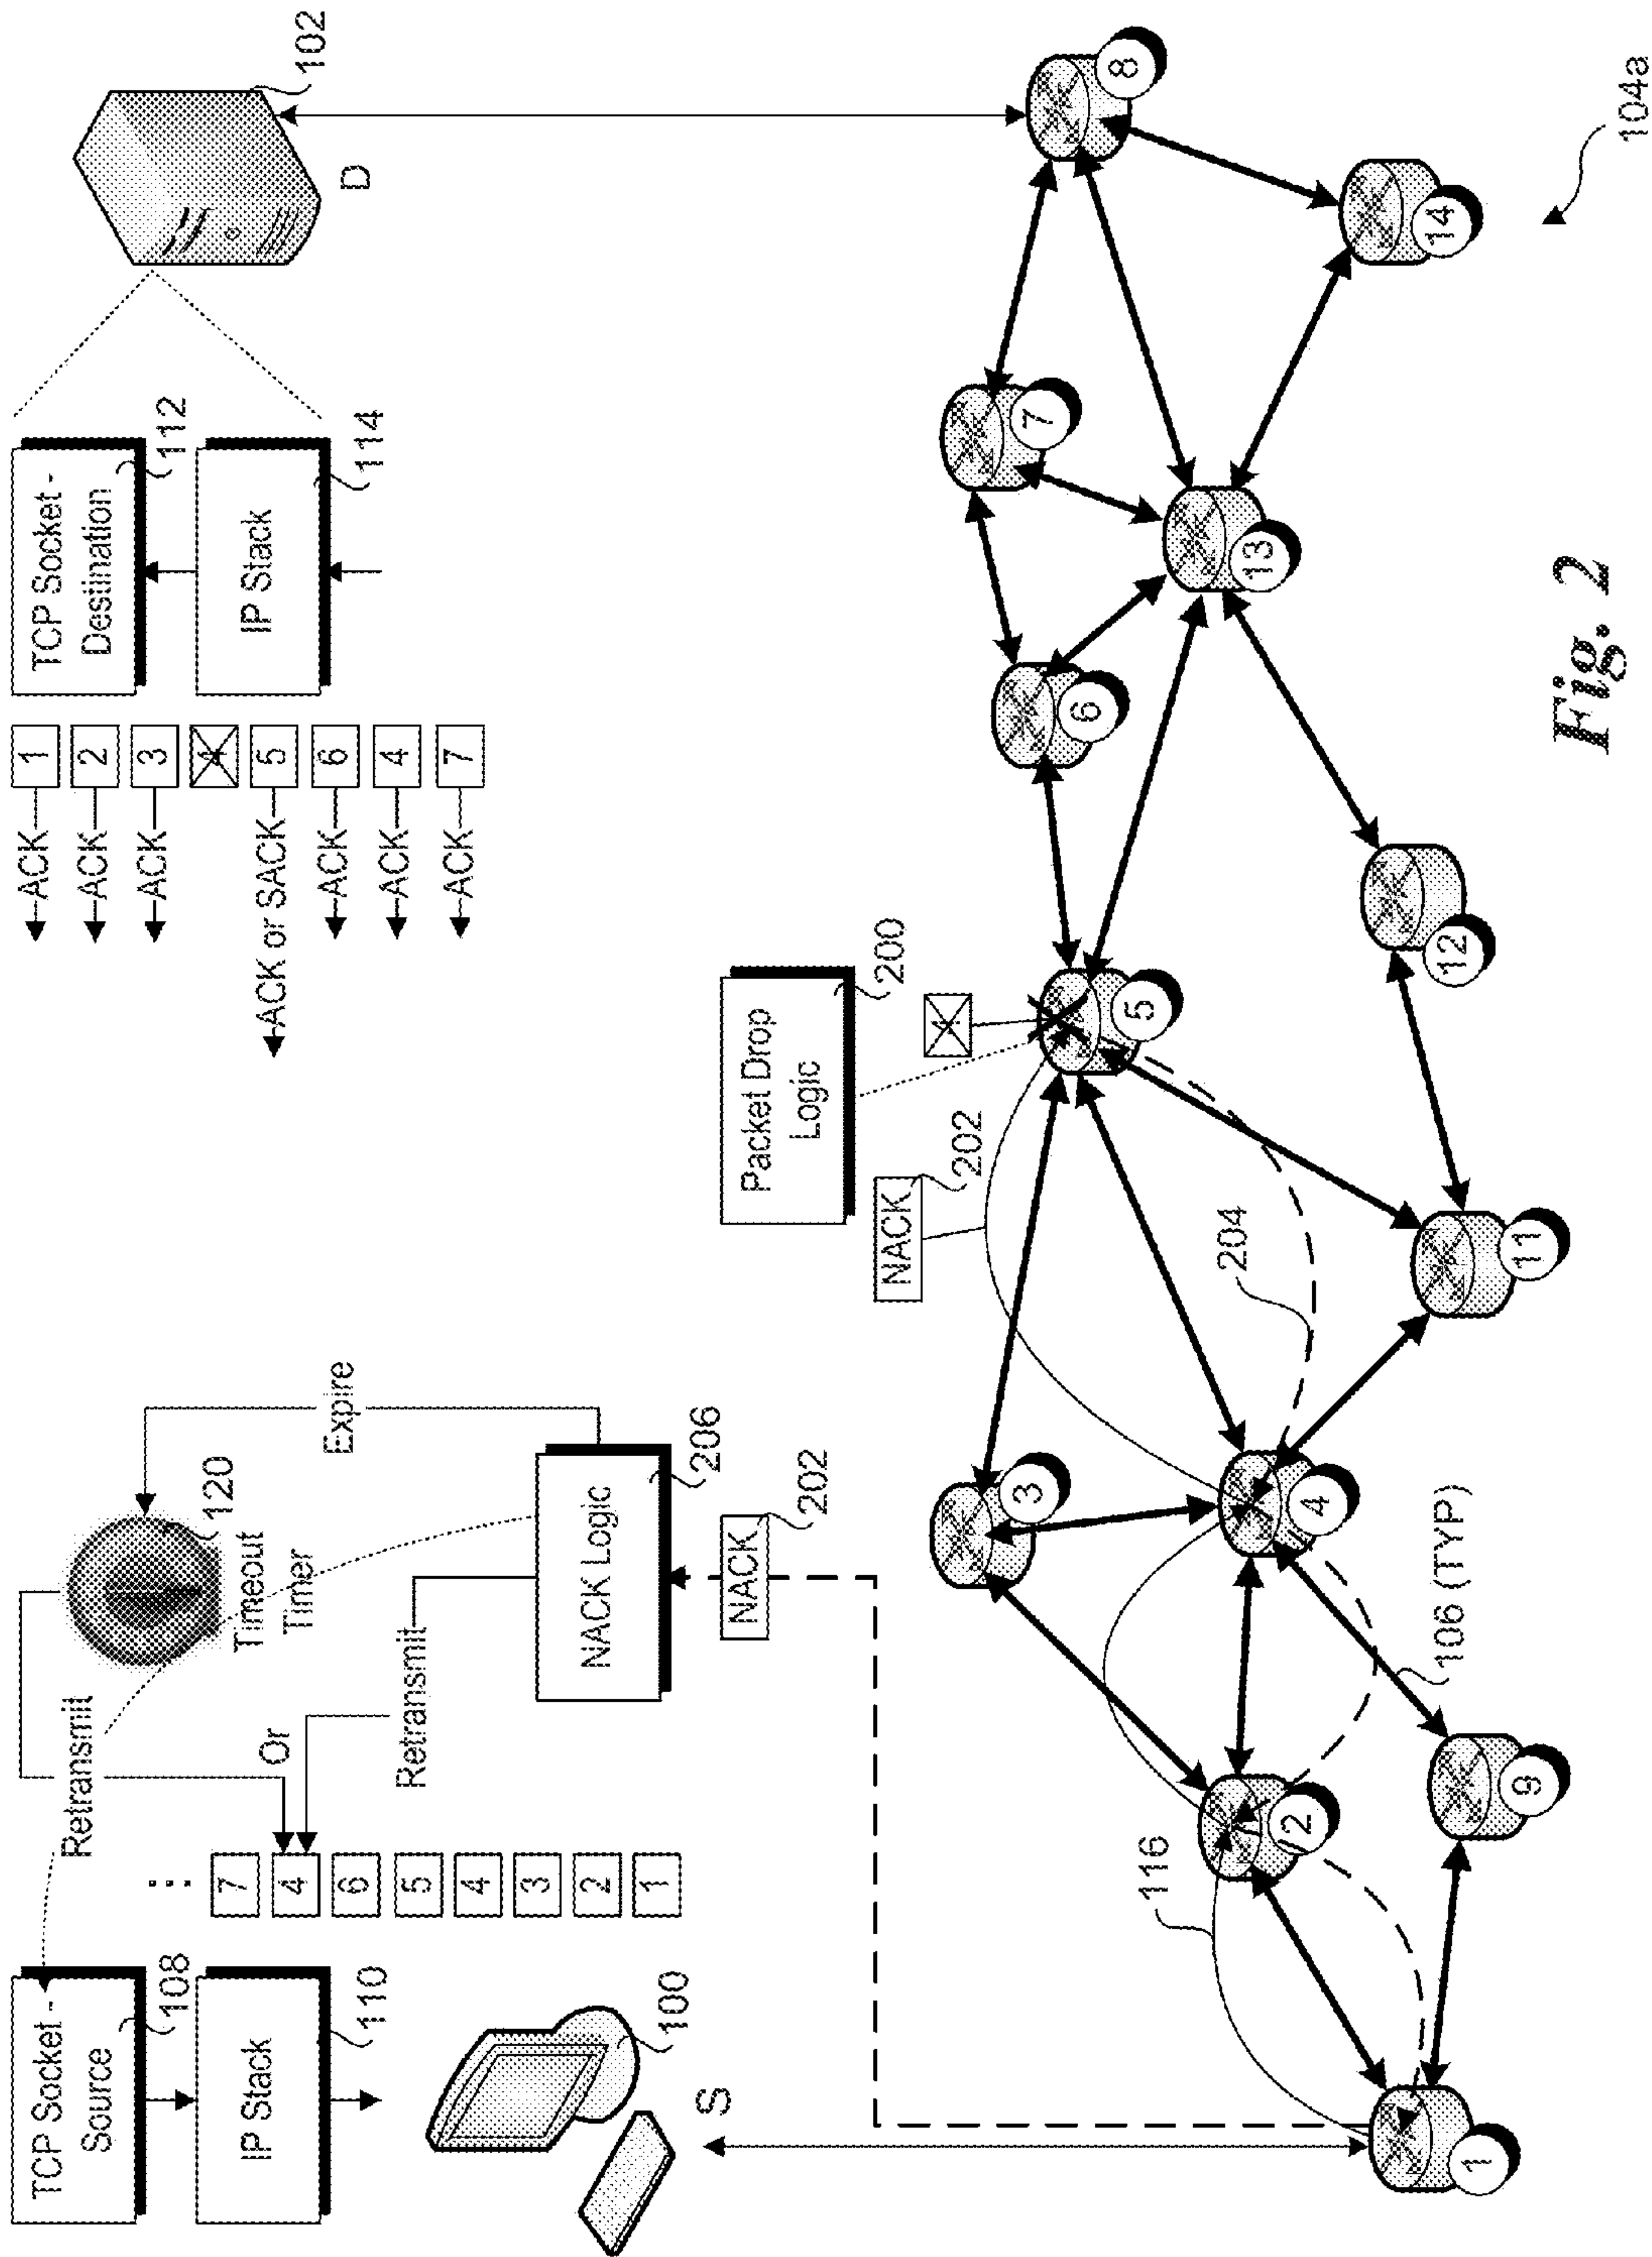 TCP Socket -
Source
108
IP Stack
110
100
S
⋮
7
4
6
5
4
3
2
1
Retransmit
Or
Retransmit
120
Timeout
Timer
Expire
NACK Logic
206
NACK
202
TCP Socket -
Destination
112
IP Stack
114
102
D
ACK
1
ACK
2
ACK
3
4
ACK or SACK
5
ACK
6
ACK
4
ACK
7
Packet Drop
Logic
200
4
NACK
202
204
116
106 (TYP)
1
2
3
4
5
6
7
8
9
11
12
13
14
104a
Fig. 2